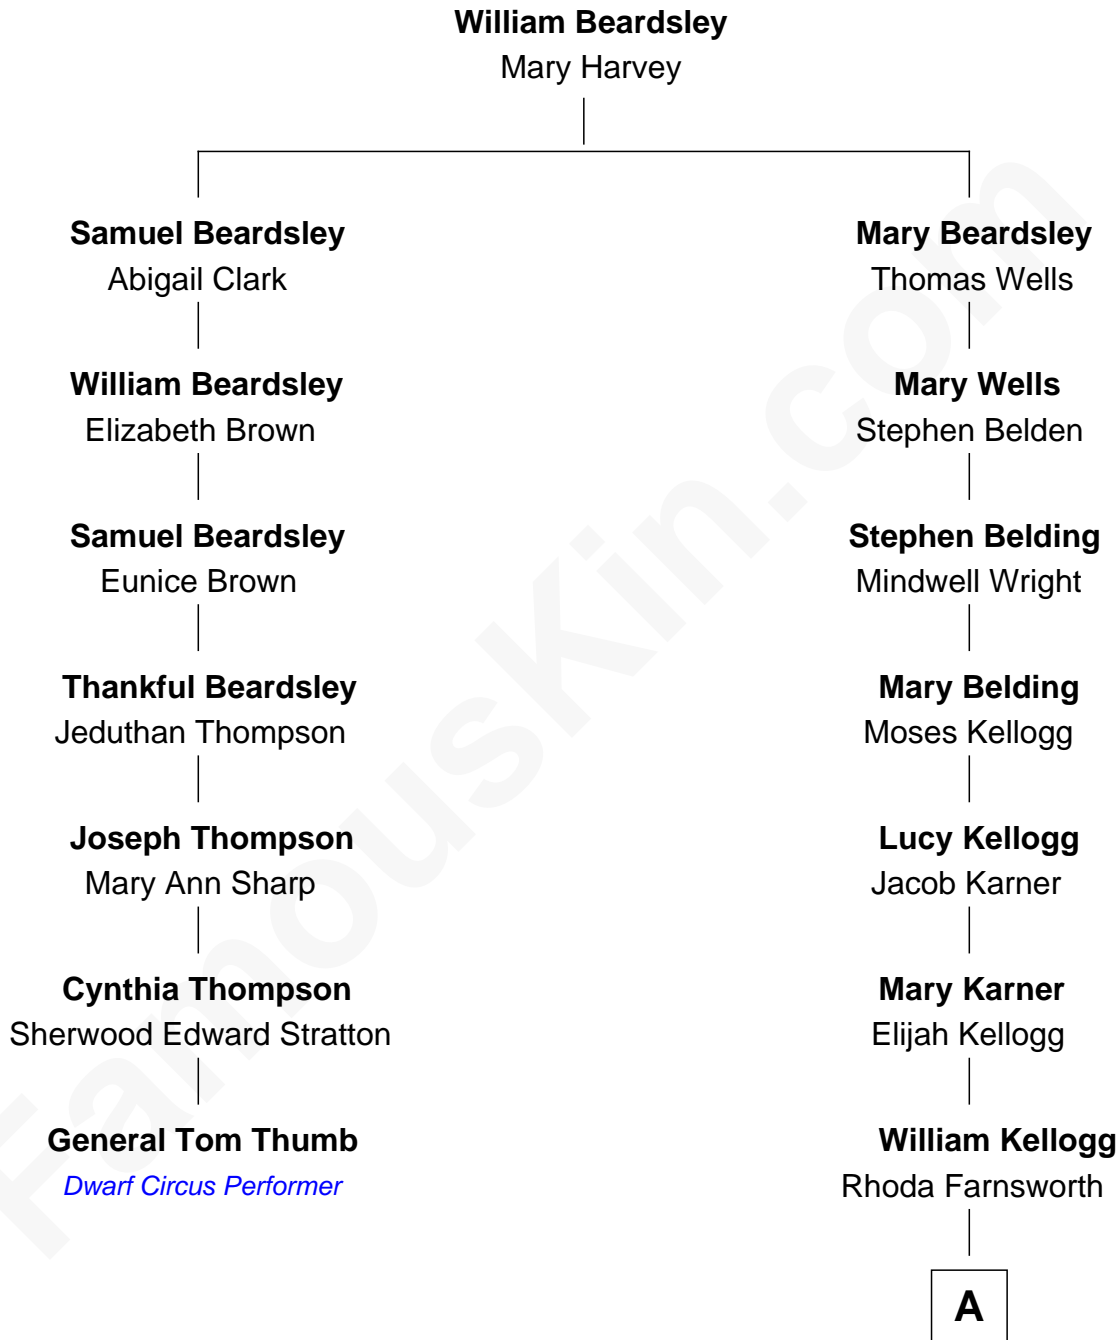 William Beardsley
Mary Harvey
Samuel Beardsley
Abigail Clark
William Beardsley
Elizabeth Brown
Samuel Beardsley
Eunice Brown
Thankful Beardsley
Jeduthan Thompson
Joseph Thompson
Mary Ann Sharp
Cynthia Thompson
Sherwood Edward Stratton
General Tom Thumb
Dwarf Circus Performer
Mary Beardsley
Thomas Wells
Mary Wells
Stephen Belden
Stephen Belding
Mindwell Wright
Mary Belding
Moses Kellogg
Lucy Kellogg
Jacob Karner
Mary Karner
Elijah Kellogg
William Kellogg
Rhoda Farnsworth
A
FamousKin.com